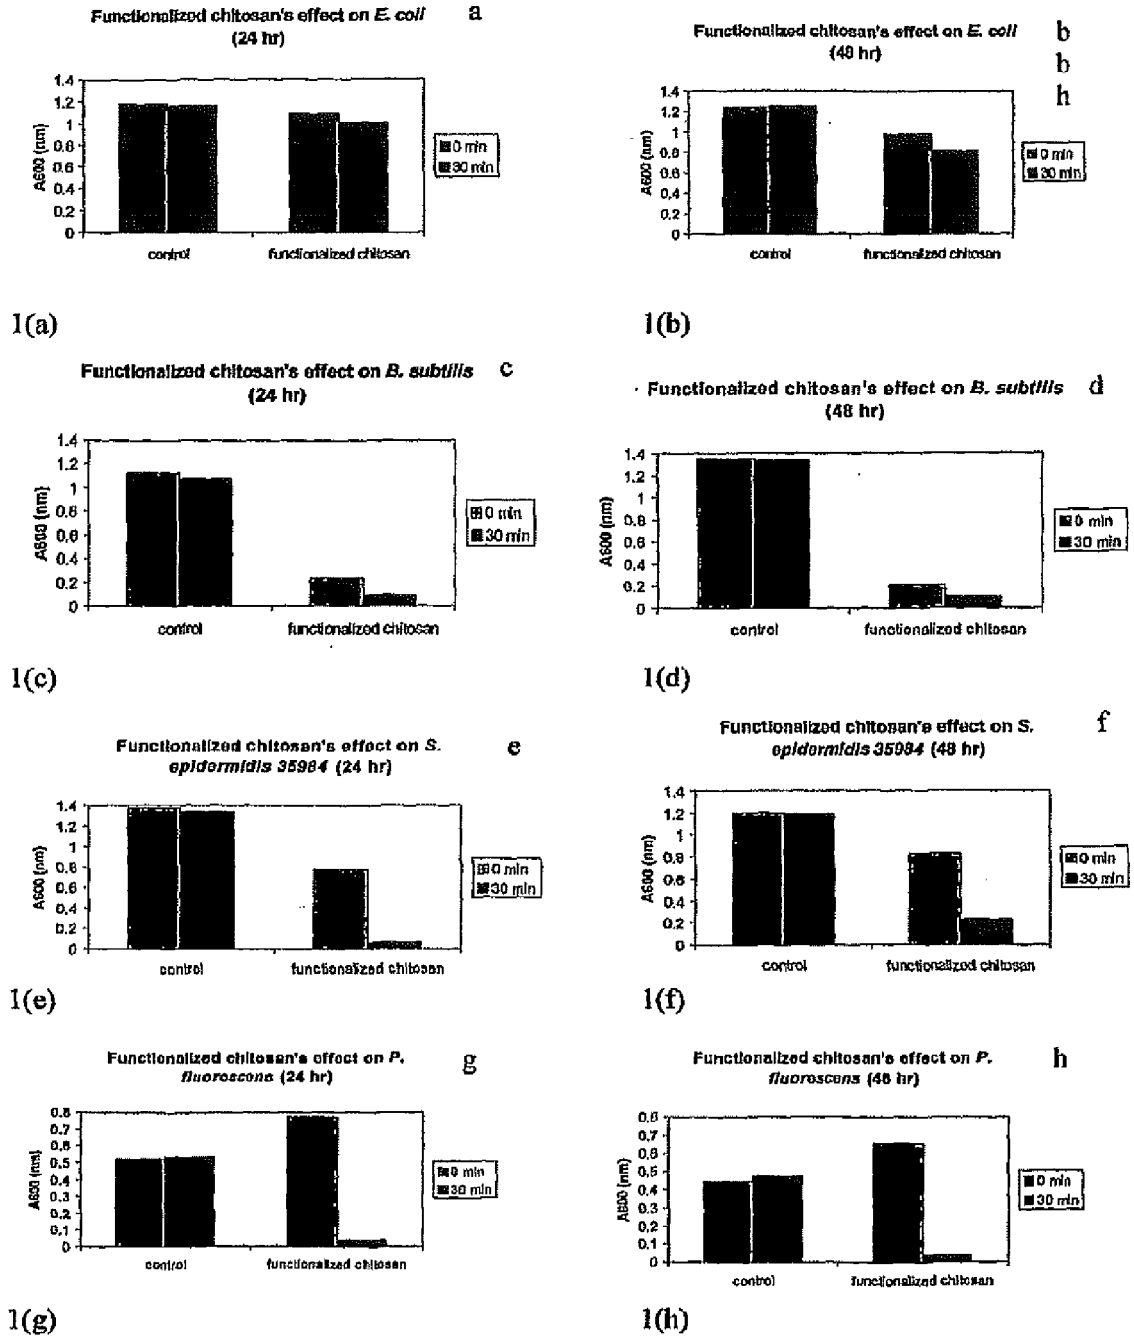 Functionalized chitosan's effect on E. coli
(24 hr)
a
A600 (nm)
1.4
1.2
1
0.8
0.6
0.4
0.2
0
control
functionalized chitosan
0 min
30 min
1(a)
Functionalized chitosan's effect on E. coli
(48 hr)
b
b
h
A600 (nm)
1.4
1.2
1
0.8
0.6
0.4
0.2
0
control
functionalized chitosan
0 min
30 min
1(b)
Functionalized chitosan's effect on B. subtilis
(24 hr)
c
A600 (nm)
1.4
1.2
1
0.8
0.6
0.4
0.2
0
control
functionalized chitosan
0 min
30 min
1(c)
Functionalized chitosan's effect on B. subtilis
(48 hr)
d
A600 (nm)
1.4
1.2
1
0.8
0.6
0.4
0.2
0
control
functionalized chitosan
0 min
30 min
1(d)
Functionalized chitosan's effect on S.
epidermidis 35984 (24 hr)
e
A600 (nm)
1.4
1.2
1
0.8
0.6
0.4
0.2
0
control
functionalized chitosan
0 min
30 min
1(e)
Functionalized chitosan's effect on S.
epidermidis 35984 (48 hr)
f
A600 (nm)
1.4
1.2
1
0.8
0.6
0.4
0.2
0
control
functionalized chitosan
0 min
30 min
1(f)
Functionalized chitosan's effect on P.
fluoroscens (24 hr)
g
A600 (nm)
0.8
0.7
0.6
0.5
0.4
0.3
0.2
0.1
0
control
functionalized chitosan
0 min
30 min
1(g)
Functionalized chitosan's effect on P.
fluoroscens (48 hr)
h
A600 (nm)
0.8
0.7
0.6
0.5
0.4
0.3
0.2
0.1
0
control
functionalized chitosan
0 min
30 min
1(h)